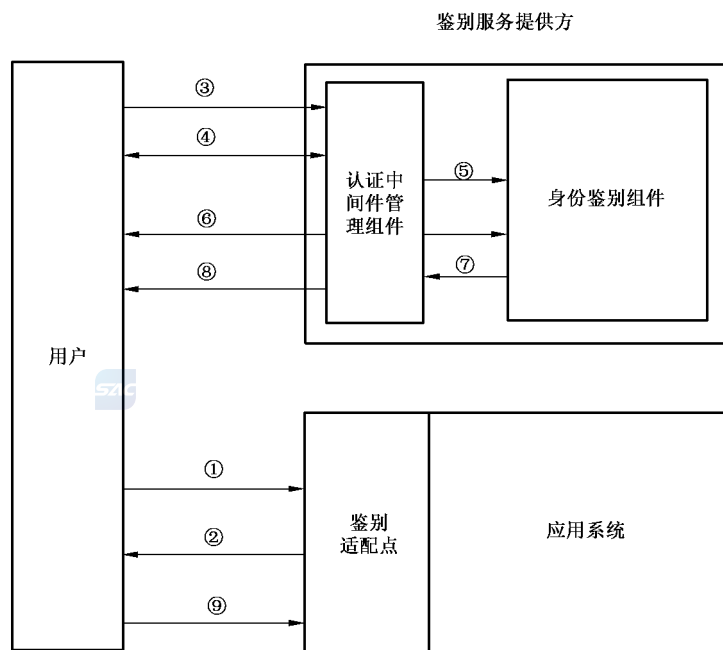 鉴别服务提供方
③
④
认证中
间件管
理组件
⑤
身份鉴别组件
⑥
⑦
⑧
用户
SAC
①
鉴别
适配点
应用系统
②
⑨